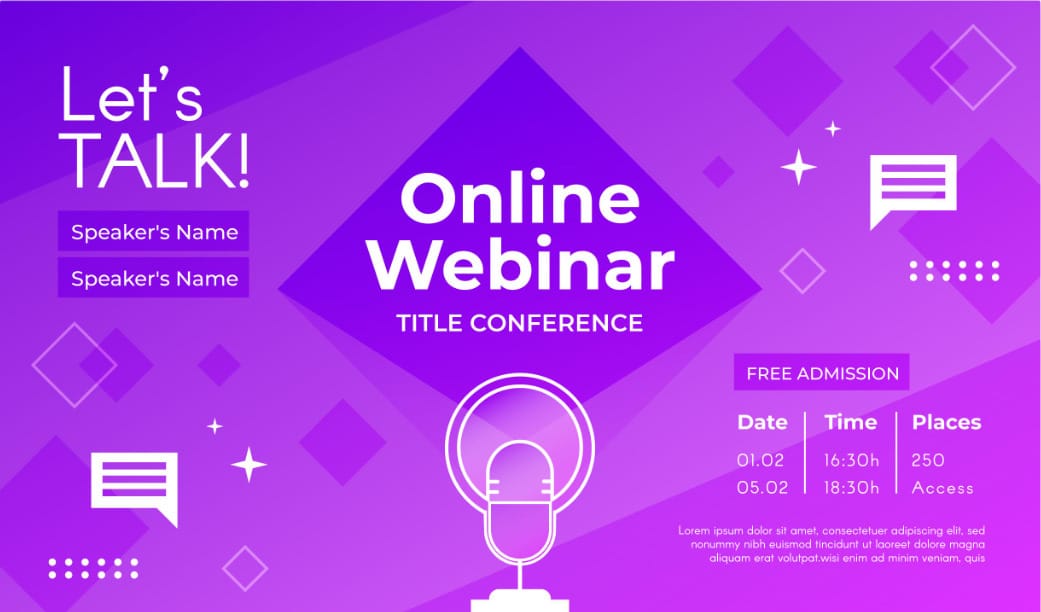 Let's
TALK!
Speaker's Name
Speaker's Name
Online
Webinar
TITLE CONFERENCE
FREE ADMISSION
Date Time Places
01.02 16:30h 250
05.02 18:30h Access
Lorem ipsum dolor sit amet, consectetuer adipiscing elit, sed
nonummy nibh euismod tincidunt ut laoreet dolore magna
aliquam erat volutpat.wisi enim ad minim veniam, quis